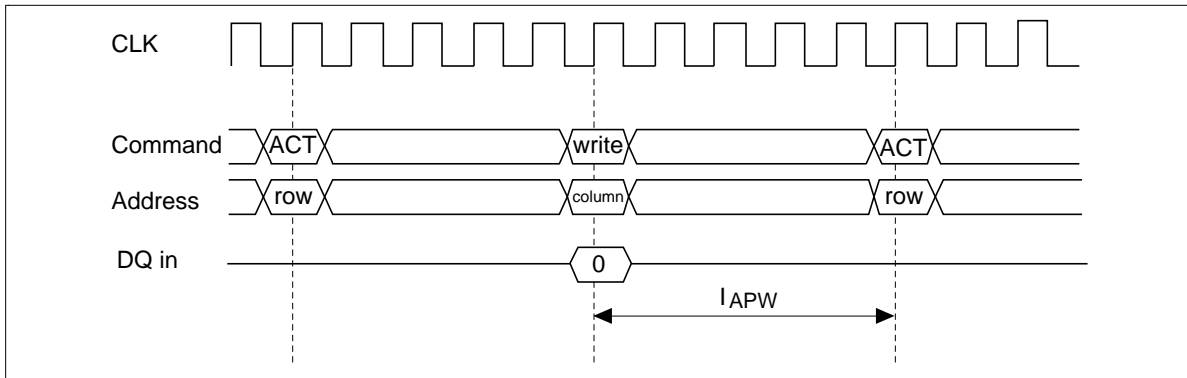 CLK
Command ACT write ACT
Address row column row
DQ in 0
I APW